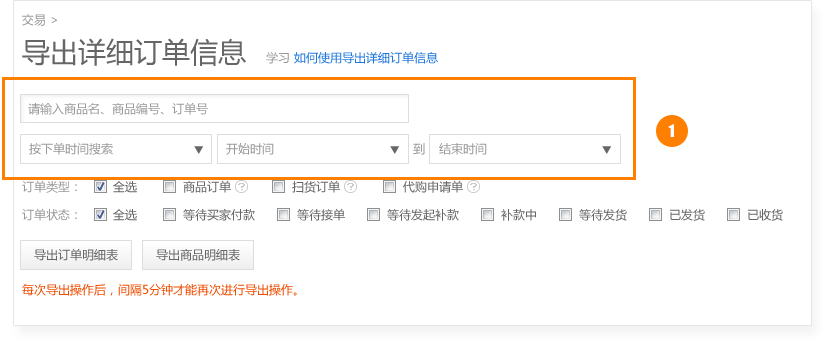 交易 >
导出详细订单信息 学习 如何使用导出详细订单信息
请输入商品名、商品编号、订单号
1
按下单时间搜索 开始时间 到 结束时间
订单类型： 全选 商品订单 ? 扫货订单 ? 代购申请单 ?
订单状态： 全选 等待买家付款 等待接单 等待发起补款 补款中 等待发货 已发货 已收货
导出订单明细表 导出商品明细表
每次导出操作后，间隔5分钟才能再次进行导出操作。